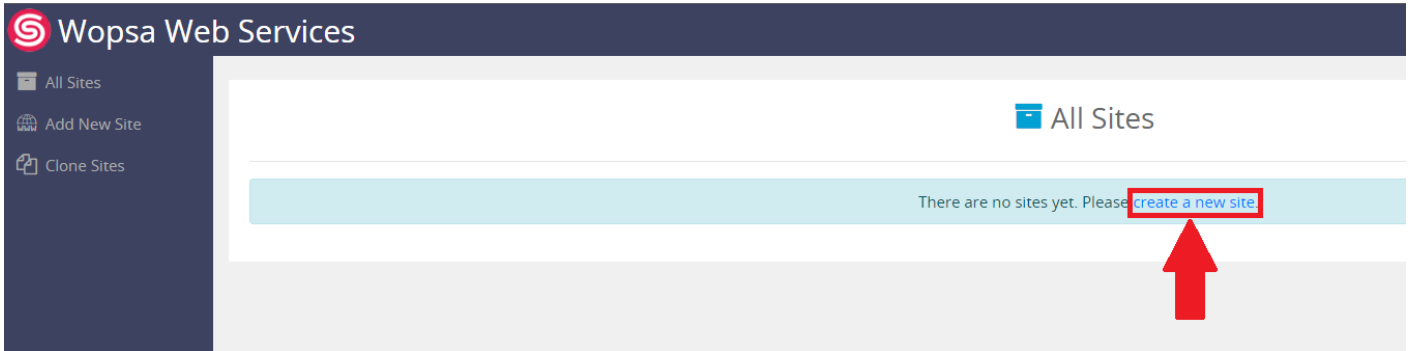 Wopsa Web Services
All Sites
Add New Site
Clone Sites
All Sites
There are no sites yet. Please create a new site.